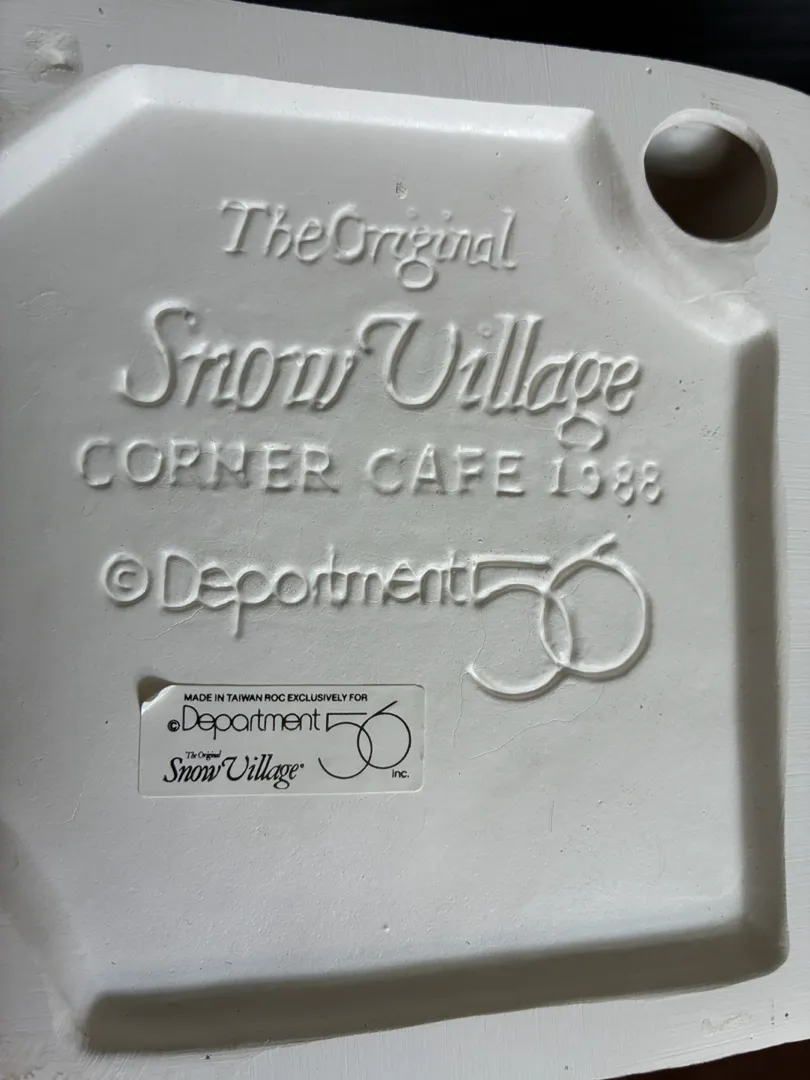 The Original
Snow Village
CORNER CAFE 1988
©Department 56
MADE IN TAIWAN ROC EXCLUSIVELY FOR
©Department 56
inc.
The Original
Snow Village®